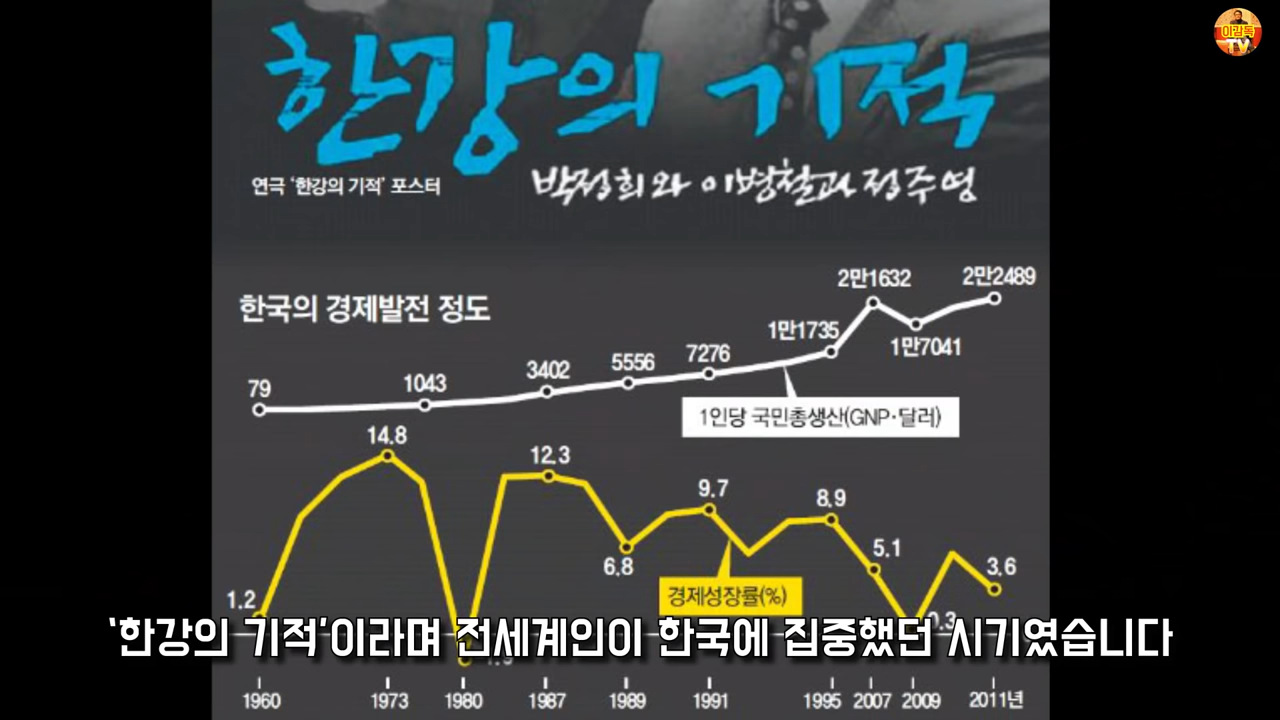 이감독
TV
한강의 기적
연극 '한강의 기적' 포스터
박정희와 이병철과 정주영
한국의 경제발전 정도
79
1043
3402
5556
7276
1만1735
2만1632
1만7041
2만2489
1인당 국민총생산(GNP·달러)
1.2
14.8
12.3
6.8
9.7
8.9
5.1
0.3
3.6
경제성장률(%)
'한강의 기적'이라며 전세계인이 한국에 집중했던 시기였습니다
1960 1973 1980 1987 1989 1991 1995 2007 2009 2011년